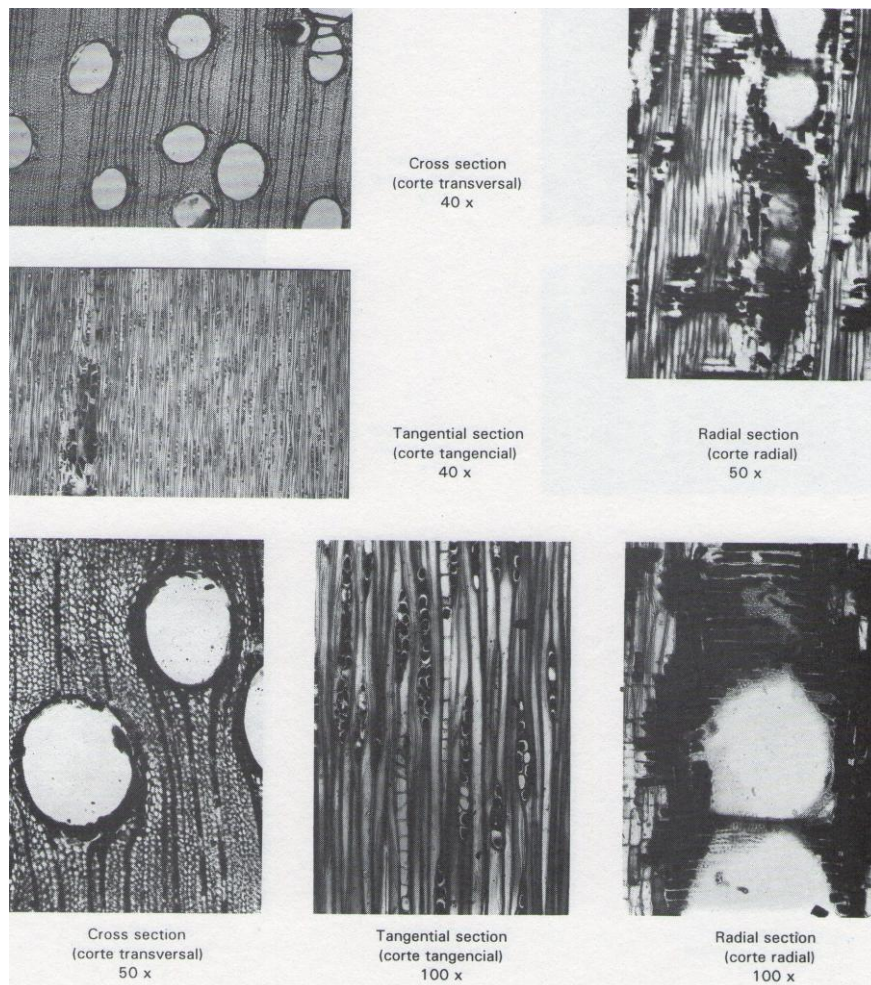 Cross section
(corte transversal)
40 x
Tangential section
(corte tangencial)
40 x
Radial section
(corte radial)
50 x
Cross section
(corte transversal)
50 x
Tangential section
(corte tangencial)
100 x
Radial section
(corte radial)
100 x